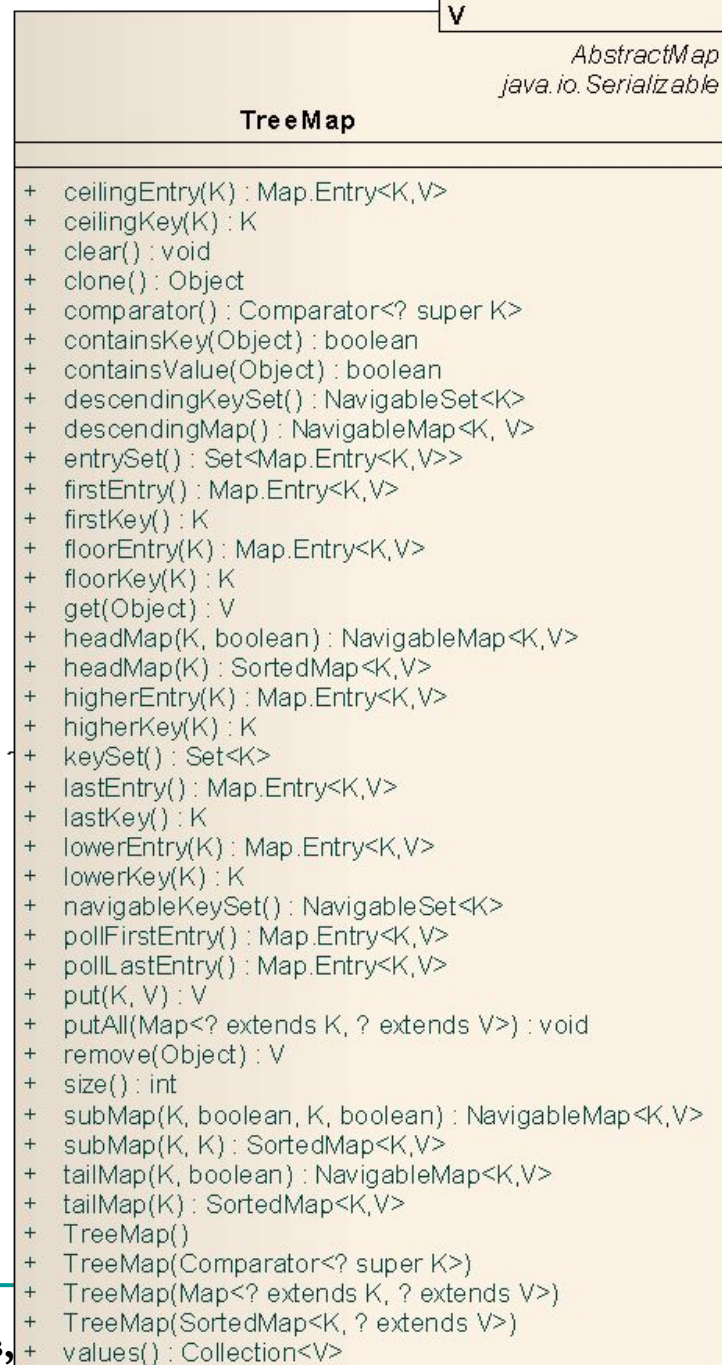 V
AbstractMap
java.io.Serializable
TreeMap
+ ceilingEntry(K) : Map.Entry<K,V>
+ ceilingKey(K) : K
+ clear() : void
+ clone() : Object
+ comparator() : Comparator<? super K>
+ containsKey(Object) : boolean
+ containsValue(Object) : boolean
+ descendingKeySet() : NavigableSet<K>
+ descendingMap() : NavigableMap<K, V>
+ entrySet() : Set<Map.Entry<K,V>>
+ firstEntry() : Map.Entry<K,V>
+ firstKey() : K
+ floorEntry(K) : Map.Entry<K,V>
+ floorKey(K) : K
+ get(Object) : V
+ headMap(K, boolean) : NavigableMap<K,V>
+ headMap(K) : SortedMap<K,V>
+ higherEntry(K) : Map.Entry<K,V>
+ higherKey(K) : K
+ keySet() : Set<K>
+ lastEntry() : Map.Entry<K,V>
+ lastKey() : K
+ lowerEntry(K) : Map.Entry<K,V>
+ lowerKey(K) : K
+ navigableKeySet() : NavigableSet<K>
+ pollFirstEntry() : Map.Entry<K,V>
+ pollLastEntry() : Map.Entry<K,V>
+ put(K, V) : V
+ putAll(Map<? extends K, ? extends V>) : void
+ remove(Object) : V
+ size() : int
+ subMap(K, boolean, K, boolean) : NavigableMap<K,V>
+ subMap(K, K) : SortedMap<K,V>
+ tailMap(K, boolean) : NavigableMap<K,V>
+ tailMap(K) : SortedMap<K,V>
+ TreeMap()
+ TreeMap(Comparator<? super K>)
+ TreeMap(Map<? extends K, ? extends V>)
+ TreeMap(SortedMap<K, ? extends V>)
+ values() : Collection<V>